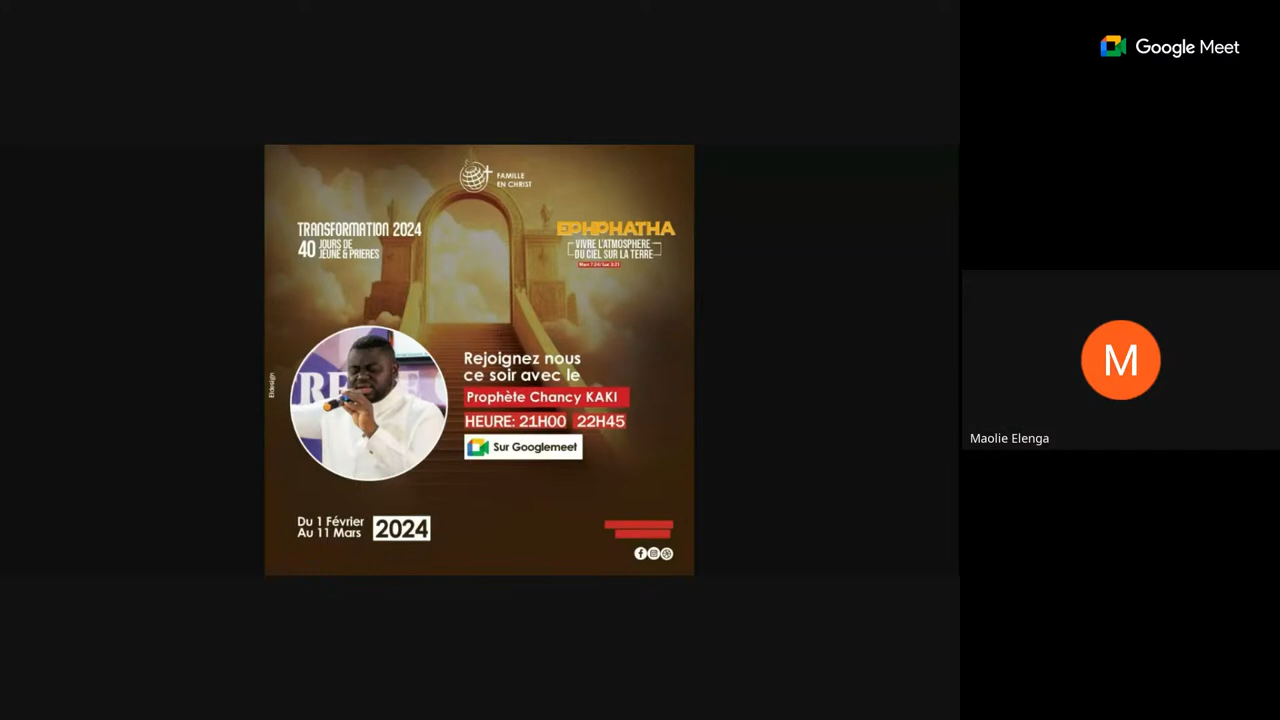 Google Meet
FAMILLE
EN CHRIST
TRANSFORMATION 2024
40 JOURS DE
JEUNE & PRIERES
EPHPHATHA
VIVRE L'ATMOSPHERE
DU CIEL SUR LA TERRE
Eldesign
Rejoignez nous
ce soir avec le
Prophète Chancy KAKI
HEURE: 21H00 22H45
Sur Googlemeet
Du 1 Février
Au 11 Mars 2024
M
Maolie Elenga